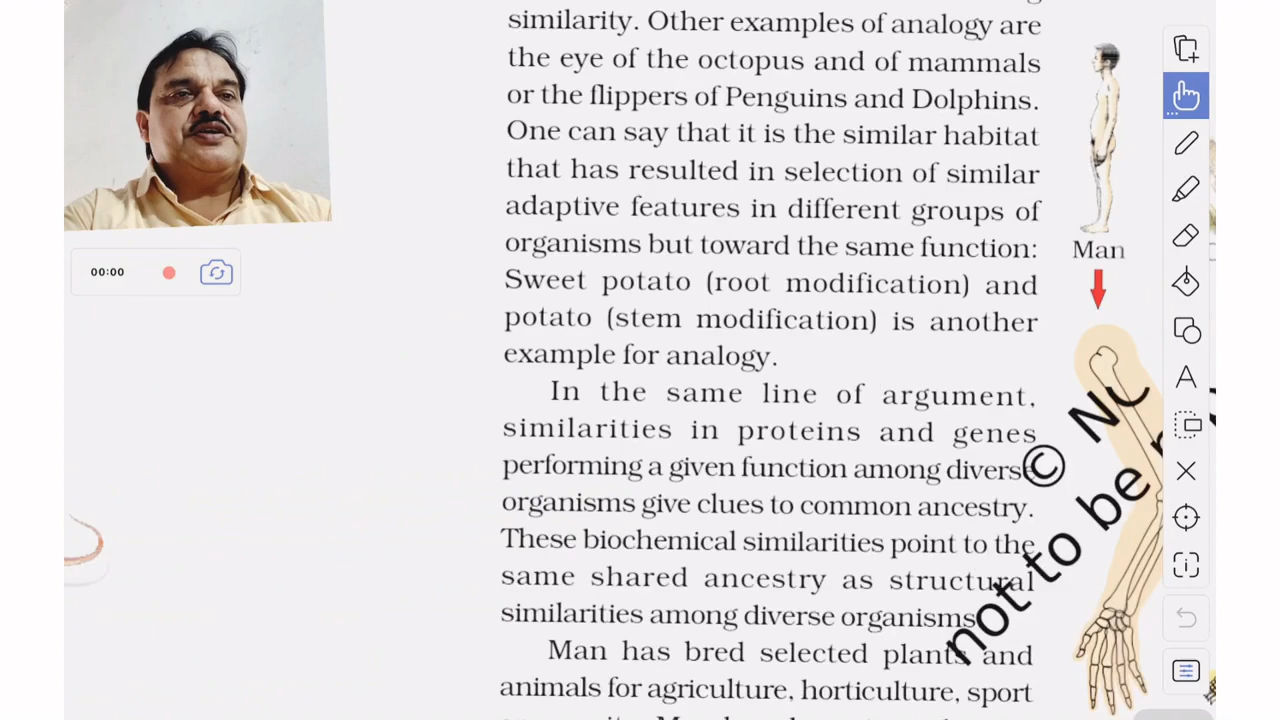 similarity. Other examples of analogy are
the eye of the octopus and of mammals
or the flippers of Penguins and Dolphins.
One can say that it is the similar habitat
that has resulted in selection of similar
adaptive features in different groups of
organisms but toward the same function:
Sweet potato (root modification) and
potato (stem modification) is another
example for analogy.
In the same line of argument,
similarities in proteins and genes
performing a given function among diverse
organisms give clues to common ancestry.
These biochemical similarities point to the
same shared ancestry as structural
similarities among diverse organisms
Man has bred selected plants and
animals for agriculture, horticulture, sport
Man
00:00
© NC
not to be
A